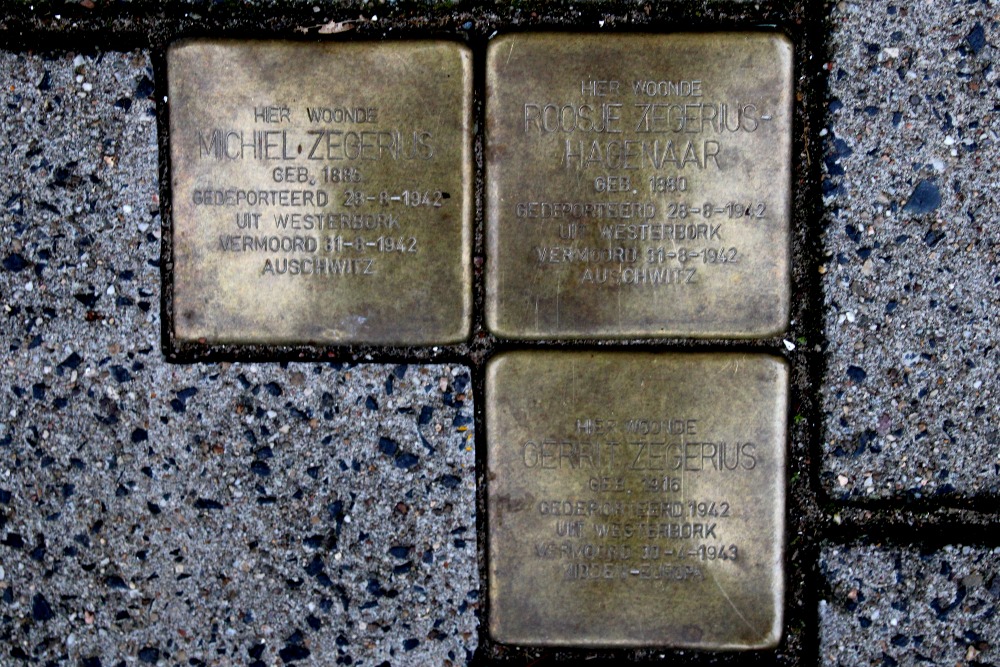 HIER WOONDE
MICHIEL ZEGERIUS
GEB. 1885
GEDEPORTEERD 28-8-1942
UIT WESTERBORK
VERMOORD 31-8-1942
AUSCHWITZ
HIER WOONDE
ROOSJE ZEGERIUS-
HAGENAAR
GEB. 1880
GEDEPORTEERD 28-8-1942
UIT WESTERBORK
VERMOORD 31-8-1942
AUSCHWITZ
HIER WOONDE
GERRIT ZEGERIUS
GEB. 1916
GEDEPORTEERD 1942
UIT WESTERBORK
VERMOORD 30-4-1943
MIDDEN-EUROPA